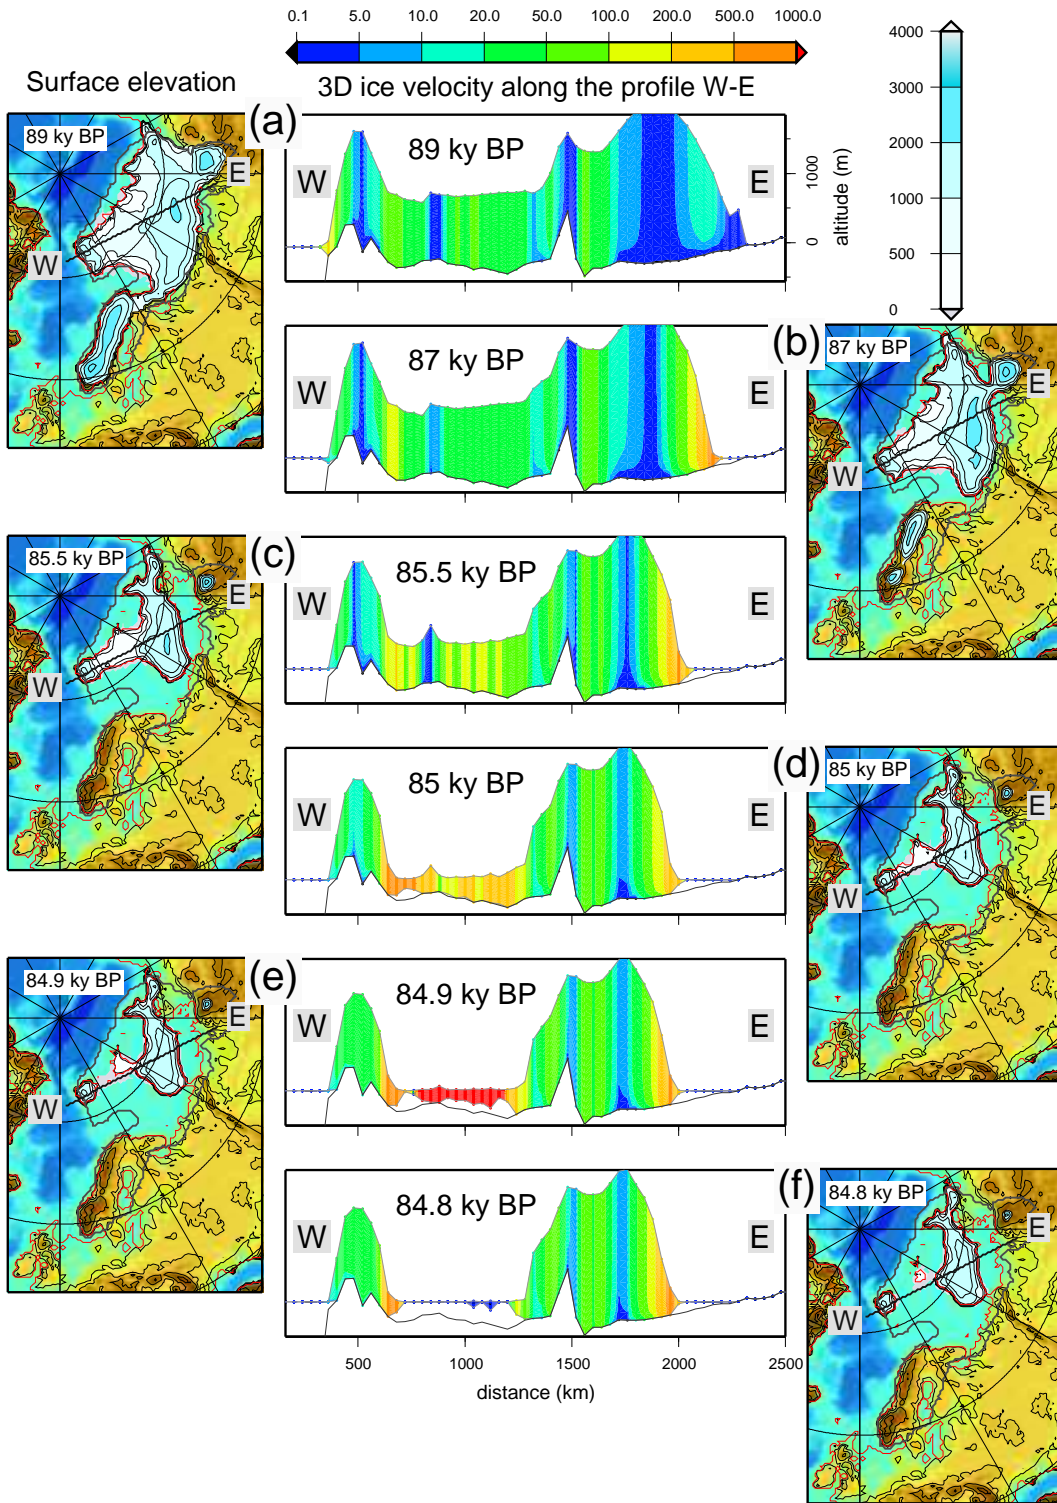 0.1 5.0 10.0 20.0 50.0 100.0 200.0 500.0 1000.0
Surface elevation
3D ice velocity along the profile W-E
4000
3000
2000
1000
500
0
(a)
89 ky BP
W
E
89 ky BP
W
E
1000
0
altitude (m)
(b)
87 ky BP
W
E
87 ky BP
W
E
(c)
85.5 ky BP
W
E
85.5 ky BP
W
E
(d)
85 ky BP
W
E
85 ky BP
W
E
(e)
84.9 ky BP
W
E
84.9 ky BP
W
E
(f)
84.8 ky BP
W
E
84.8 ky BP
W
E
500 1000 1500 2000 2500
distance (km)